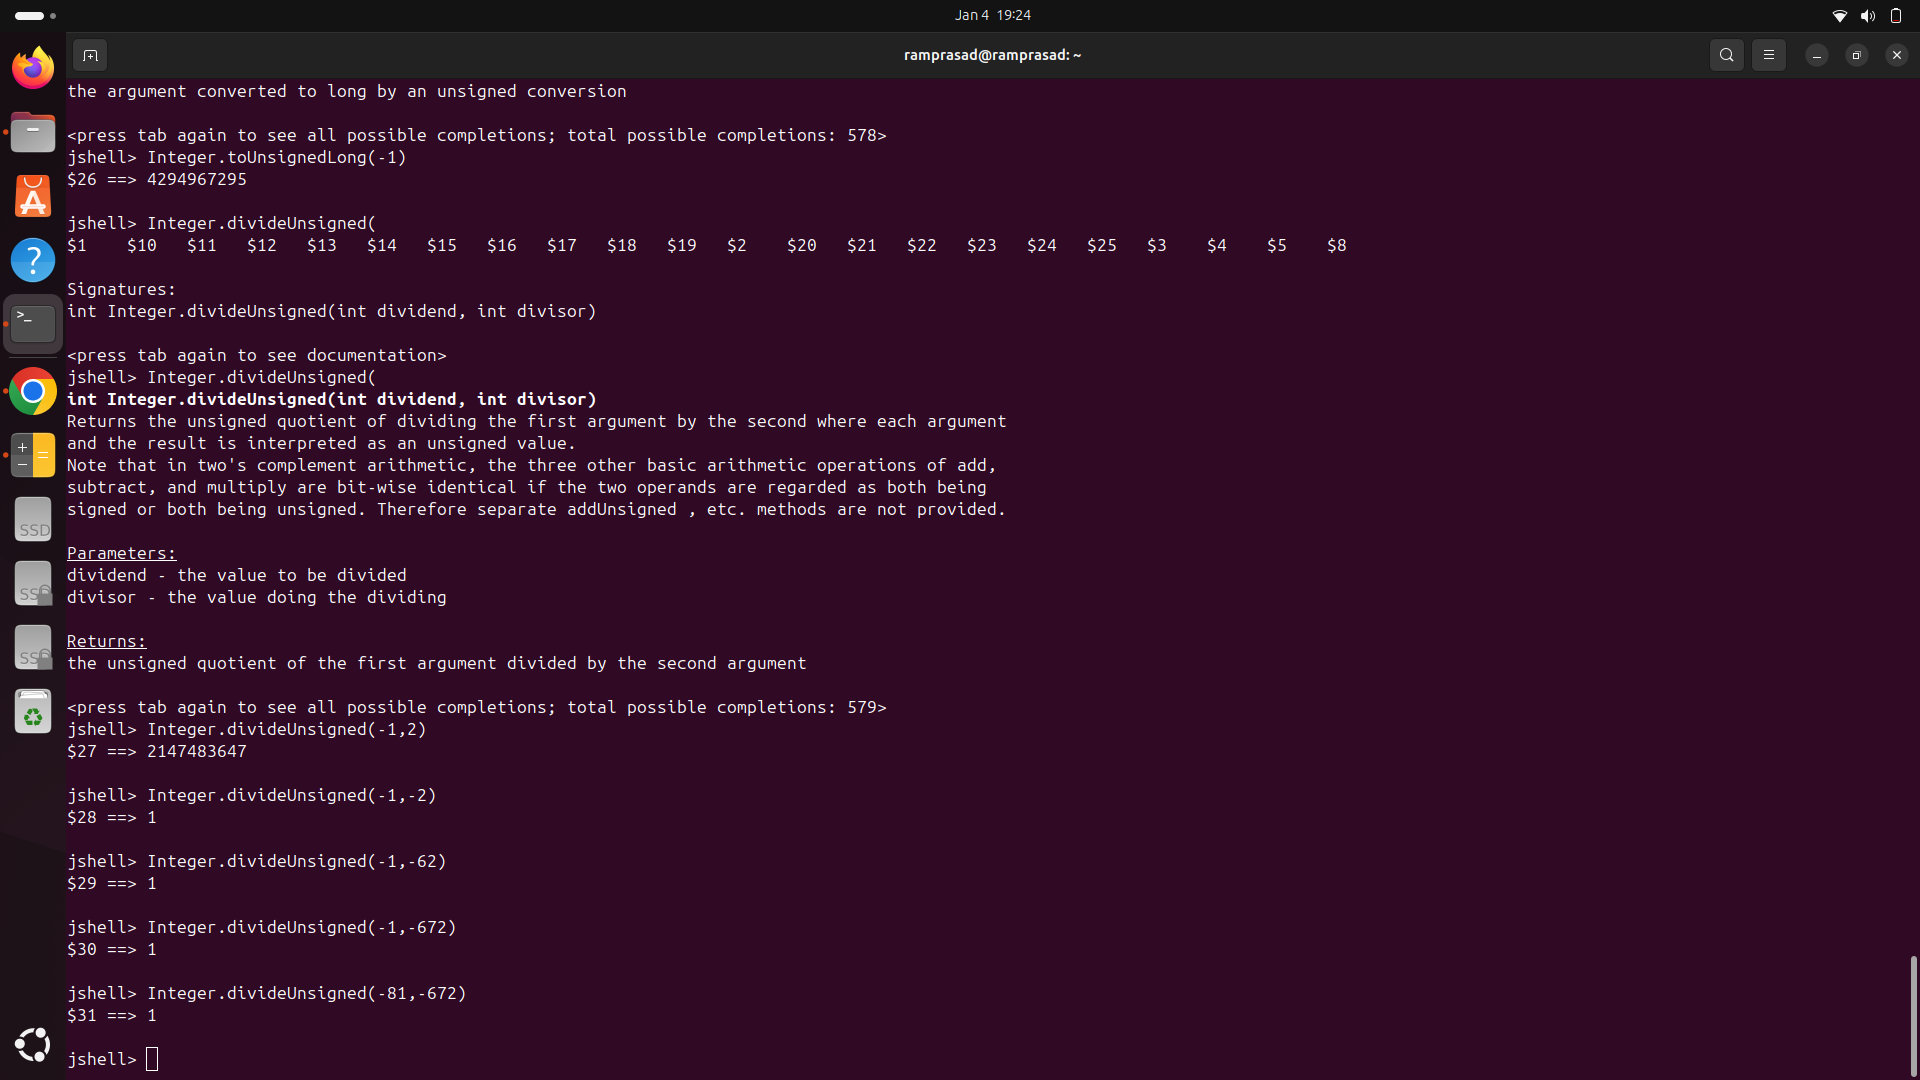 Jan 4 19:24
ramprasad@ramprasad: ~
the argument converted to long by an unsigned conversion
<press tab again to see all possible completions; total possible completions: 578>
jshell> Integer.toUnsignedLong(-1)
$26 ==> 4294967295
jshell> Integer.divideUnsigned(
$1 $10 $11 $12 $13 $14 $15 $16 $17 $18 $19 $2 $20 $21 $22 $23 $24 $25 $3 $4 $5 $8
Signatures:
int Integer.divideUnsigned(int dividend, int divisor)
<press tab again to see documentation>
jshell> Integer.divideUnsigned(
int Integer.divideUnsigned(int dividend, int divisor)
Returns the unsigned quotient of dividing the first argument by the second where each argument
and the result is interpreted as an unsigned value.
Note that in two's complement arithmetic, the three other basic arithmetic operations of add,
subtract, and multiply are bit-wise identical if the two operands are regarded as both being
signed or both being unsigned. Therefore separate addUnsigned , etc. methods are not provided.
Parameters:
dividend - the value to be divided
divisor - the value doing the dividing
Returns:
the unsigned quotient of the first argument divided by the second argument
<press tab again to see all possible completions; total possible completions: 579>
jshell> Integer.divideUnsigned(-1,2)
$27 ==> 2147483647
jshell> Integer.divideUnsigned(-1,-2)
$28 ==> 1
jshell> Integer.divideUnsigned(-1,-62)
$29 ==> 1
jshell> Integer.divideUnsigned(-1,-672)
$30 ==> 1
jshell> Integer.divideUnsigned(-81,-672)
$31 ==> 1
jshell>
SSD
SSD
SSD